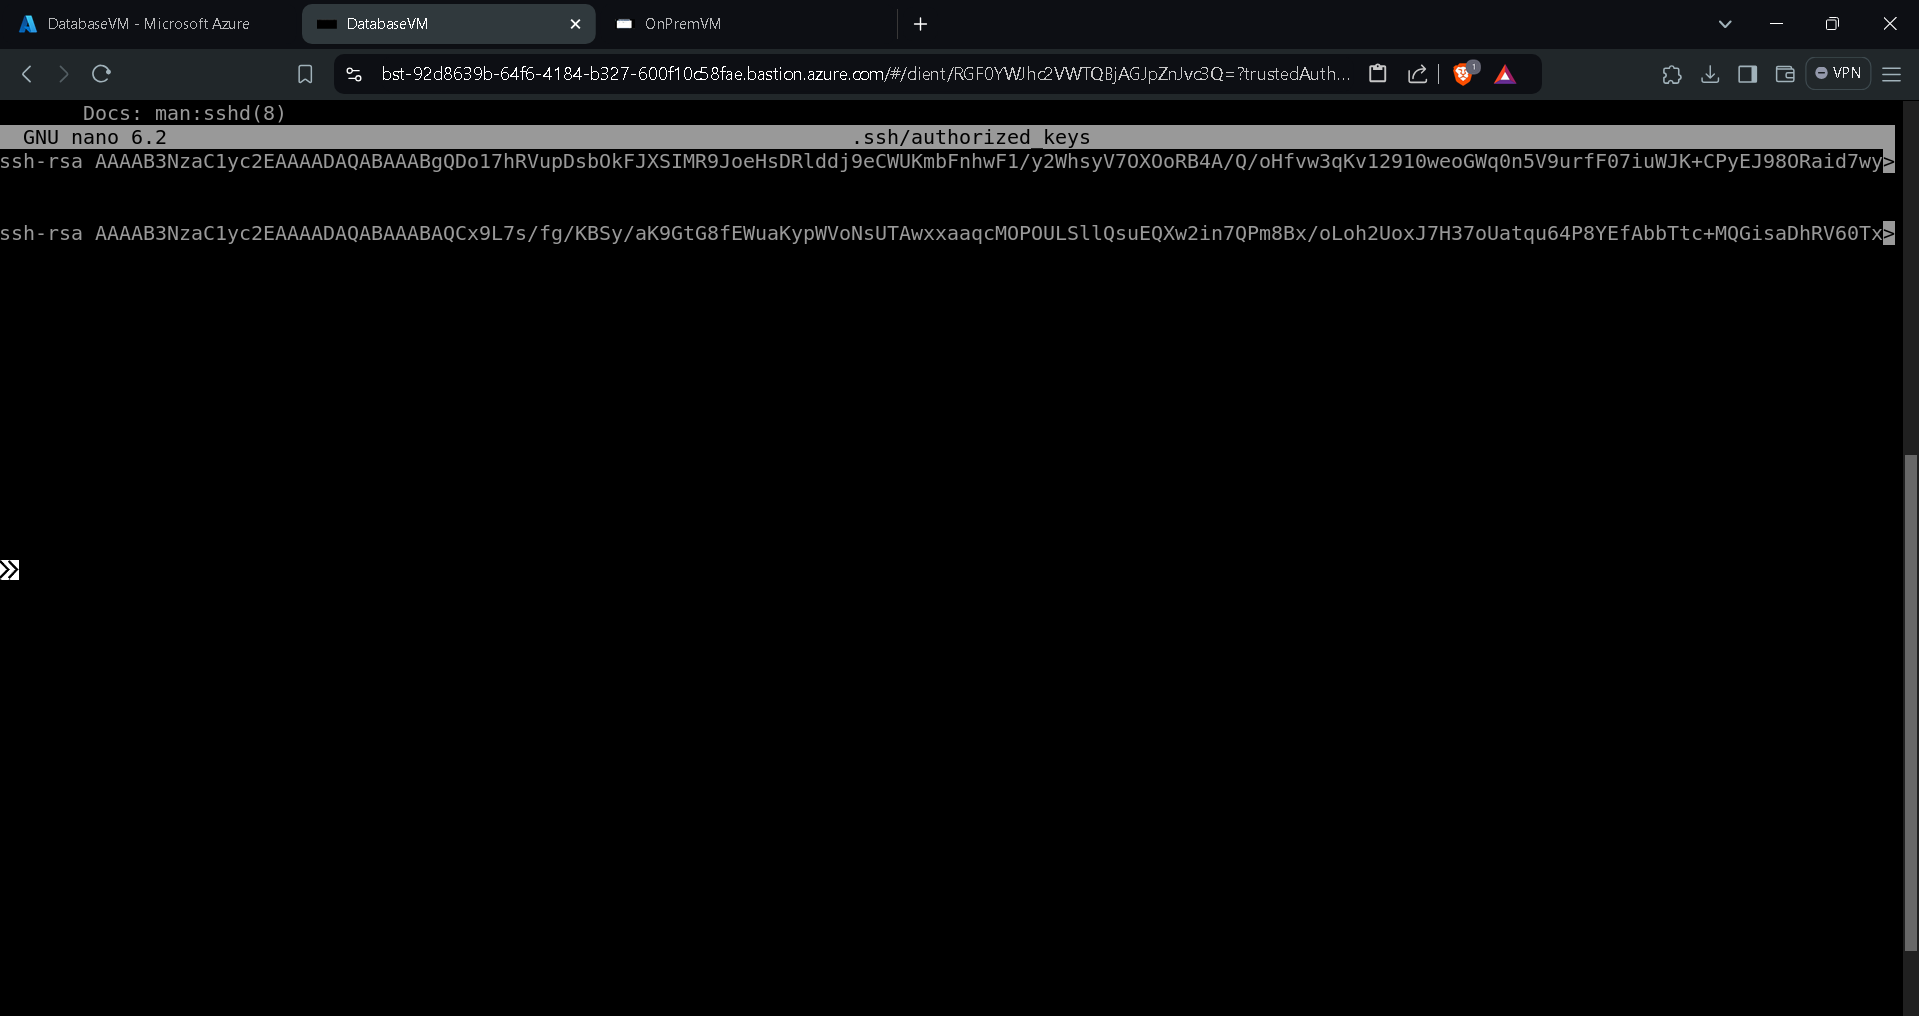 DatabaseVM - Microsoft Azure
DatabaseVM
OnPremVM
bst-92d8639b-64f6-4184-b327-600f10c58fae.bastion.azure.com/#/client/RGF0YWJhc2VWTQBjAGJpZnJvc3Q=?trustedAuth...
1
VPN
Docs: man:sshd(8)
GNU nano 6.2 .ssh/authorized_keys
ssh-rsa AAAAB3NzaC1yc2EAAAADAQABAAABgQDo17hRVupDsbOkFJXSIMR9JoeHsDRlddj9eCWUKmbFnhwF1/y2WhsyV7OXOoRB4A/Q/oHfvw3qKv12910weoGWq0n5V9urfF07iuWJK+CPyEJ98ORaid7wy>
ssh-rsa AAAAB3NzaC1yc2EAAAADAQABAAABAQCx9L7s/fg/KBSy/aK9GtG8fEWuaKypWVoNsUTAwxxaaqcMOPOULSllQsuEQXw2in7QPm8Bx/oLoh2UoxJ7H37oUatqu64P8YEfAbbTtc+MQGisaDhRV60Tx>